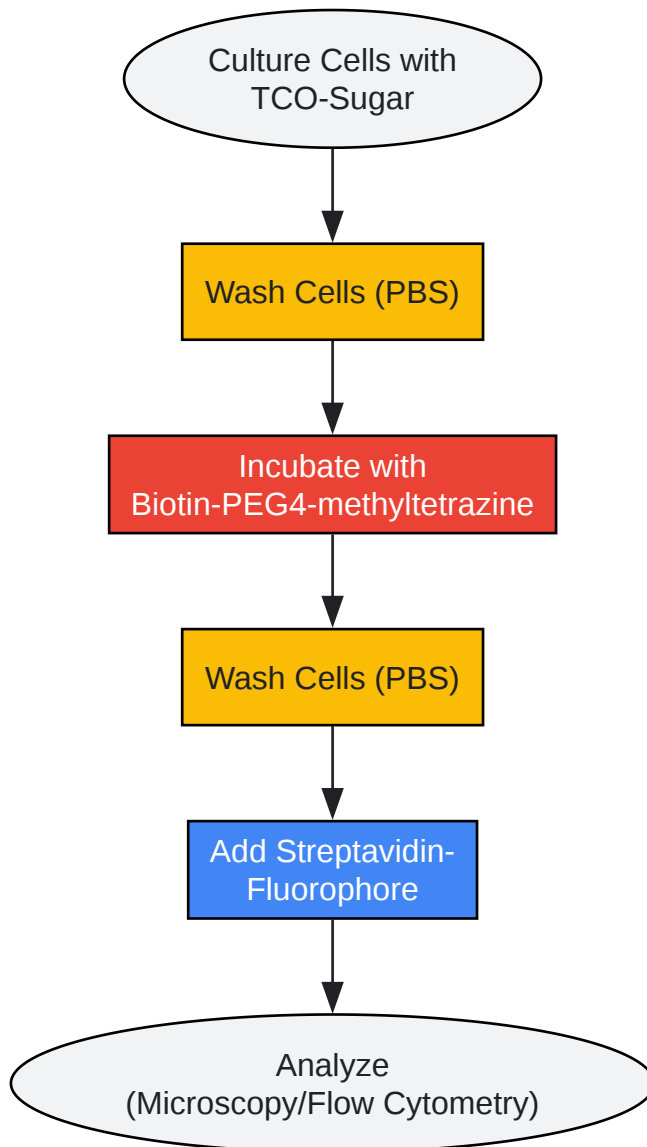 Culture Cells with
TCO-Sugar
Wash Cells (PBS)
Incubate with
Biotin-PEG4-methyltetrazine
Wash Cells (PBS)
Add Streptavidin-
Fluorophore
Analyze
(Microscopy/Flow Cytometry)